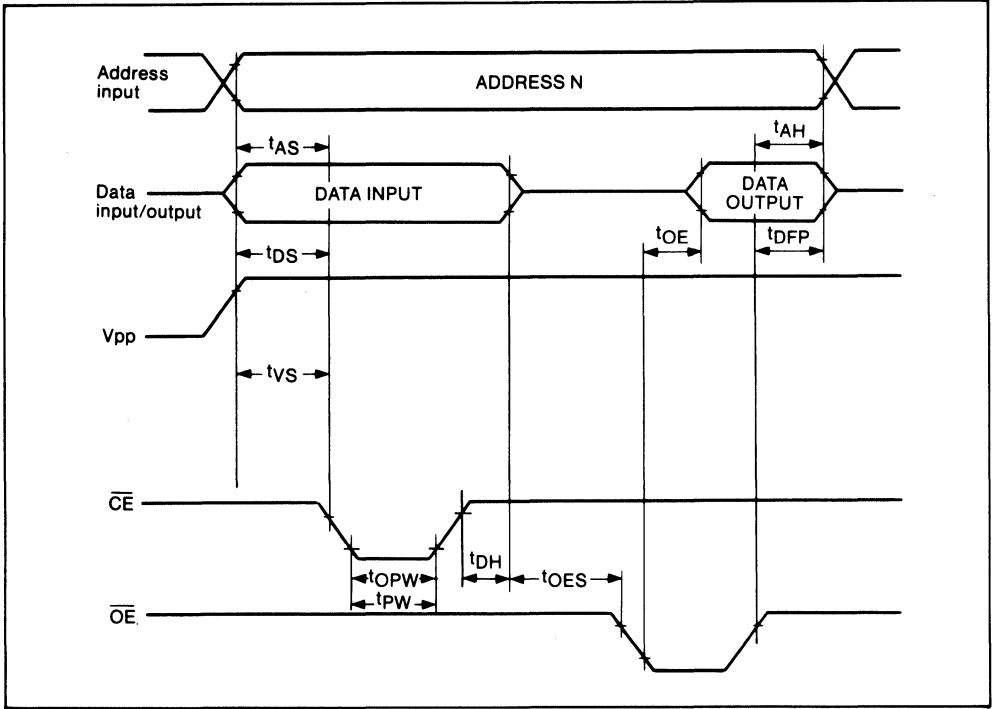 Address
input
ADDRESS N
tAS
tAH
Data
input/output
DATA INPUT
DATA
OUTPUT
tDS
tOE
tDFP
Vpp
tVS
CE
tDH
tOES
tOPW
tPW
OE